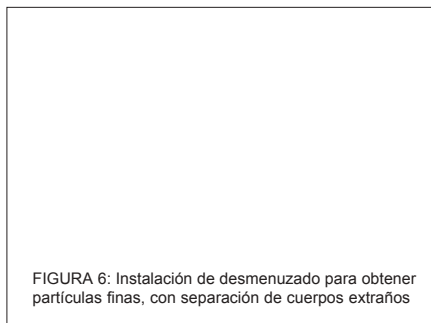 FIGURA 6: Instalación de desmenuzado para obtener
partículas finas, con separación de cuerpos extraños